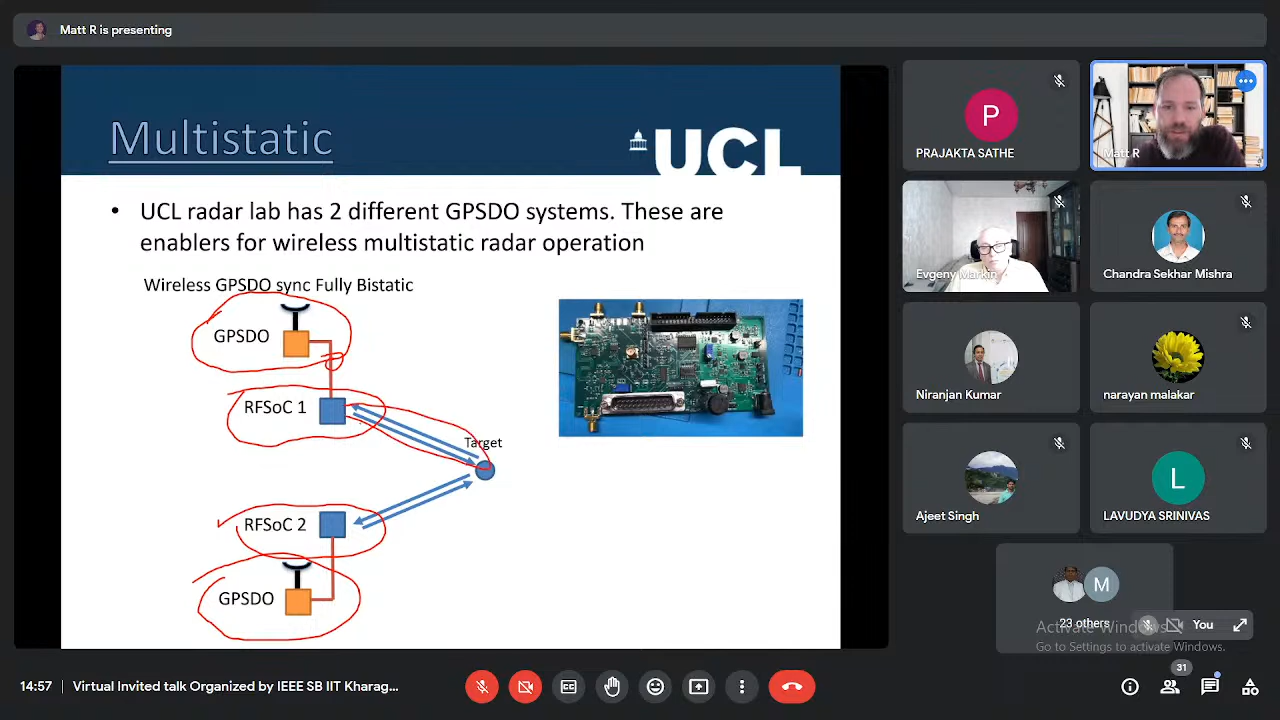 Matt R is presenting
Multistatic
UCL
• UCL radar lab has 2 different GPSDO systems. These are
enablers for wireless multistatic radar operation
Wireless GPSDO sync Fully Bistatic
GPSDO
RFSoC 1
Target
RFSoC 2
GPSDO
P
PRAJAKTA SATHE
Matt R
Evgeny Markin
Chandra Sekhar Mishra
Niranjan Kumar
narayan malakar
Ajeet Singh
L
LAVUDYA SRINIVAS
M
23 others
You
Activate Windows
Go to Settings to activate Windows.
14:57 | Virtual Invited talk Organized by IEEE SB IIT Kharag...
31